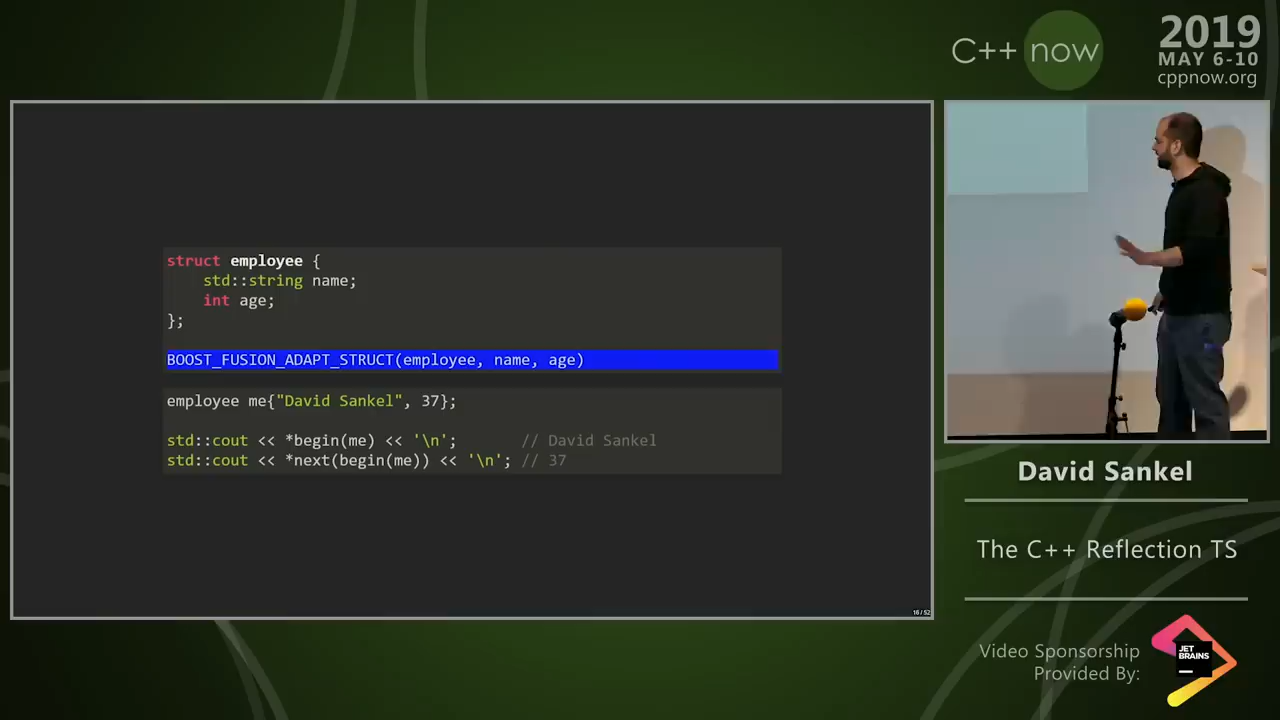 C++ now
2019
MAY 6-10
cppnow.org
struct employee {
    std::string name;
    int age;
};
BOOST_FUSION_ADAPT_STRUCT(employee, name, age)
employee me{"David Sankel", 37};
std::cout << *begin(me) << '\n';       // David Sankel
std::cout << *next(begin(me)) << '\n'; // 37
16 / 52
David Sankel
The C++ Reflection TS
Video Sponsorship
Provided By:
JET
BRAINS